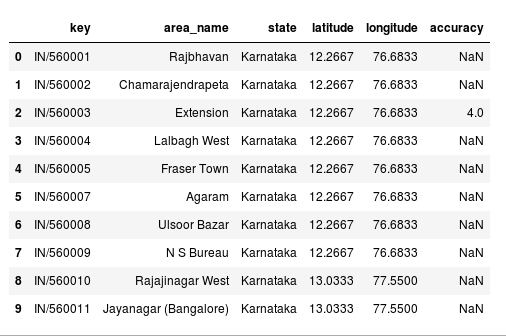 key area_name state latitude longitude accuracy
0 IN/560001 Rajbhavan Karnataka 12.2667 76.6833 NaN
1 IN/560002 Chamarajendrapeta Karnataka 12.2667 76.6833 NaN
2 IN/560003 Extension Karnataka 12.2667 76.6833 4.0
3 IN/560004 Lalbagh West Karnataka 12.2667 76.6833 NaN
4 IN/560005 Fraser Town Karnataka 12.2667 76.6833 NaN
5 IN/560007 Agaram Karnataka 12.2667 76.6833 NaN
6 IN/560008 Ulsoor Bazar Karnataka 12.2667 76.6833 NaN
7 IN/560009 N S Bureau Karnataka 12.2667 76.6833 NaN
8 IN/560010 Rajajinagar West Karnataka 13.0333 77.5500 NaN
9 IN/560011 Jayanagar (Bangalore) Karnataka 13.0333 77.5500 NaN